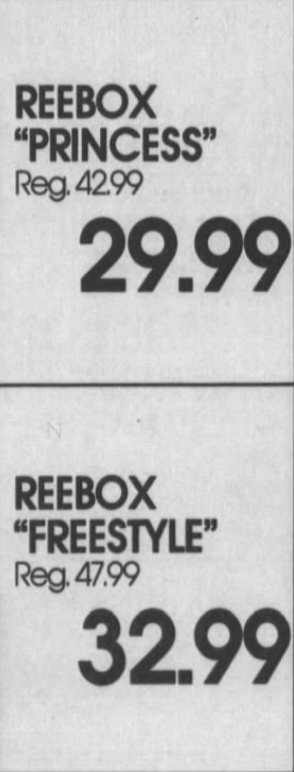 REEBOX
“PRINCESS”
Reg. 42.99
29.99
REEBOX
“FREESTYLE”
Reg. 47.99
32.99